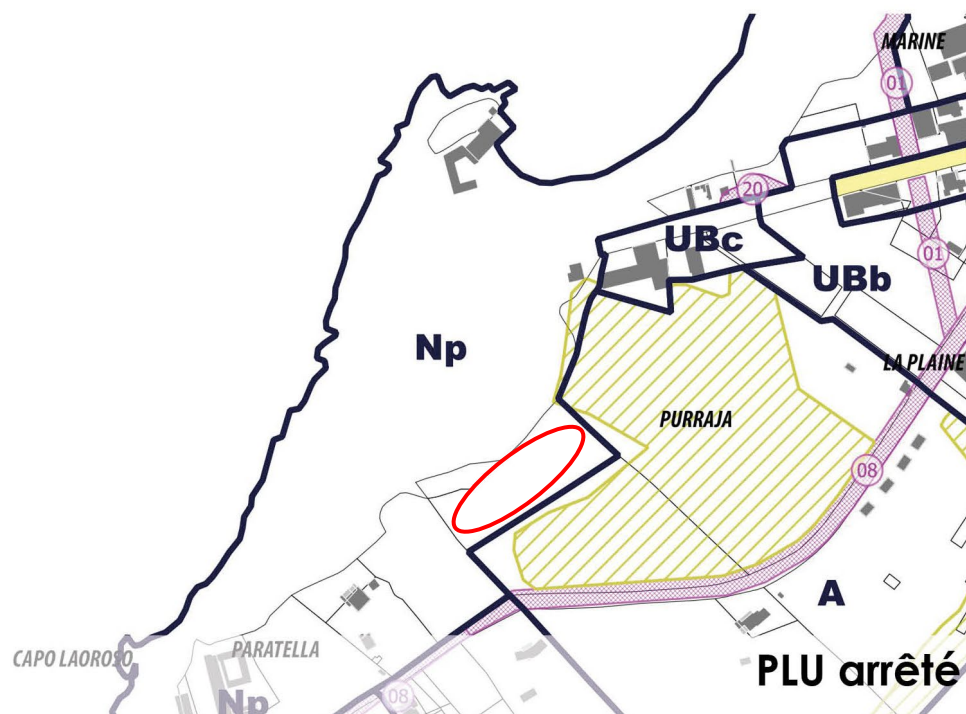 MARINE
01
20
UBc
01
UBb
Np
LA PLAINE
PURRAJA
08
A
CAPO LAOROSO
PARATELLA
PLU arrêté
Np
08